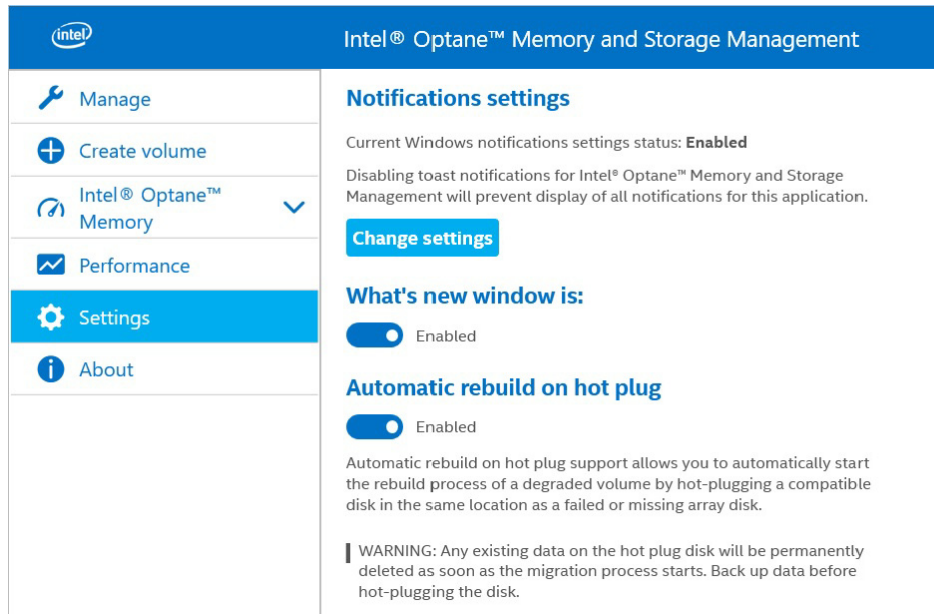 intel
Intel® Optane™ Memory and Storage Management
Manage
Create volume
Intel® Optane™
Memory
Performance
Settings
About
Notifications settings
Current Windows notifications settings status: Enabled
Disabling toast notifications for Intel® Optane™ Memory and Storage
Management will prevent display of all notifications for this application.
Change settings
What's new window is:
Enabled
Automatic rebuild on hot plug
Enabled
Automatic rebuild on hot plug support allows you to automatically start
the rebuild process of a degraded volume by hot-plugging a compatible
disk in the same location as a failed or missing array disk.
WARNING: Any existing data on the hot plug disk will be permanently
deleted as soon as the migration process starts. Back up data before
hot-plugging the disk.